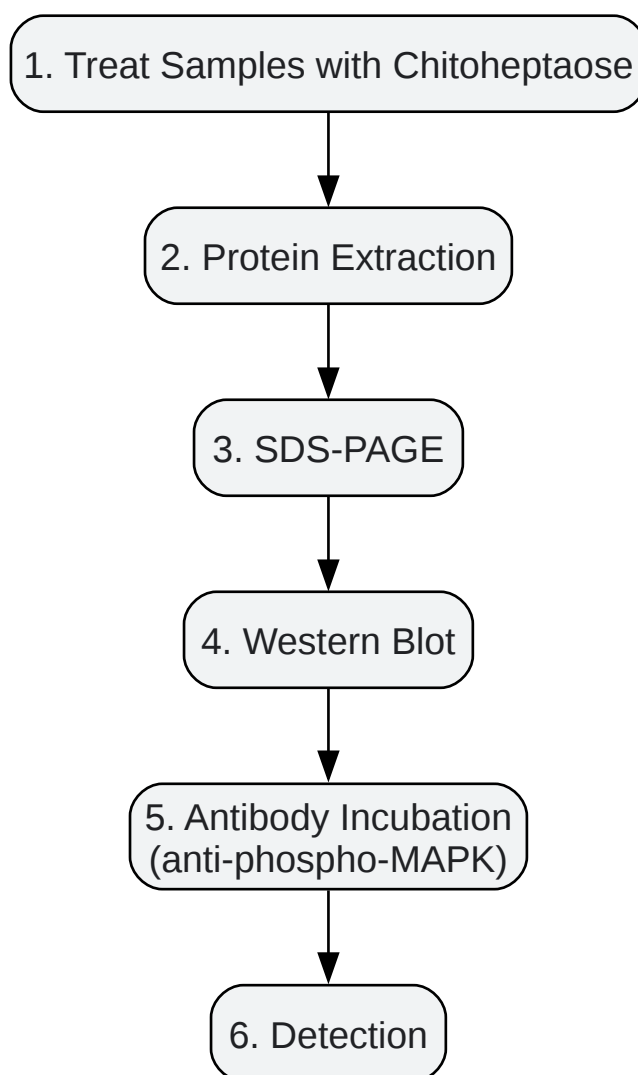 1. Treat Samples with Chitoheptaose
2. Protein Extraction
3. SDS-PAGE
4. Western Blot
5. Antibody Incubation
(anti-phospho-MAPK)
6. Detection